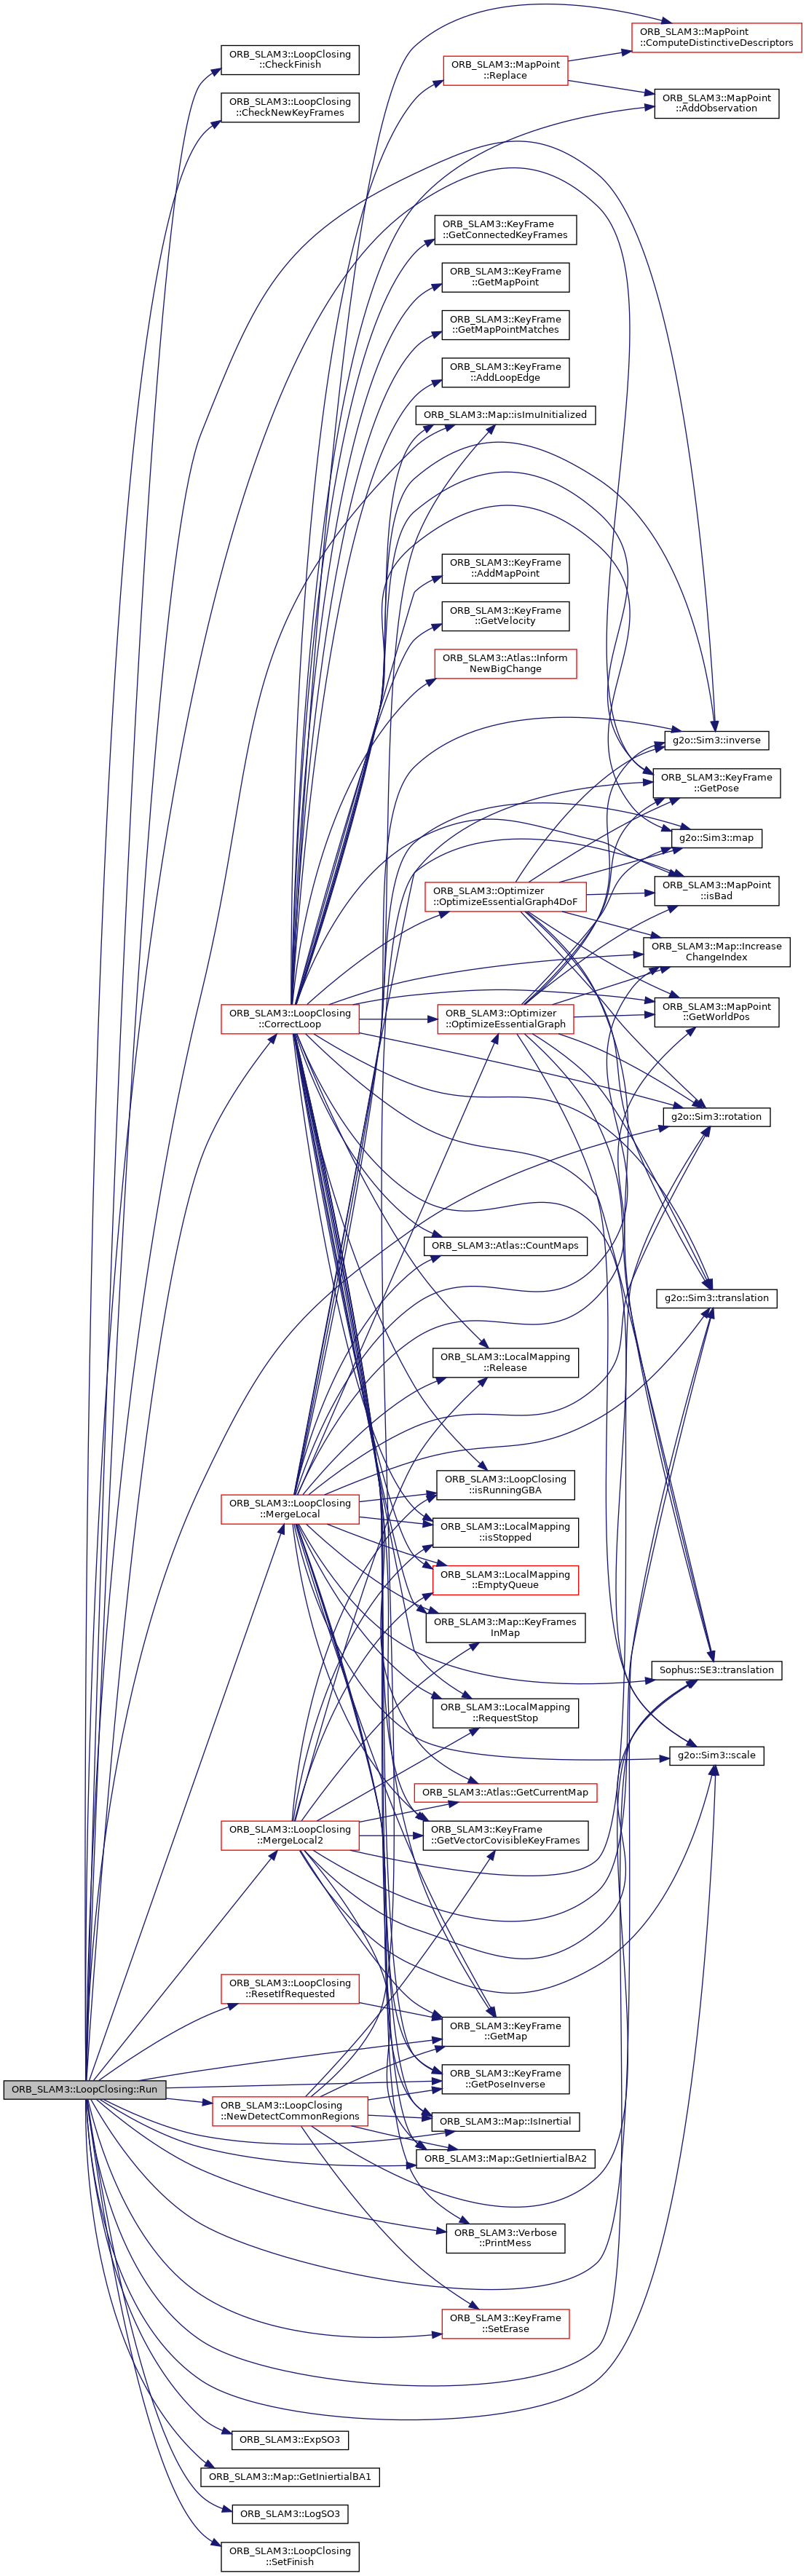 ORB_SLAM3::MapPoint
::ComputeDistinctiveDescriptors
ORB_SLAM3::LoopClosing
::CheckFinish
ORB_SLAM3::MapPoint
::Replace
ORB_SLAM3::MapPoint
::AddObservation
ORB_SLAM3::LoopClosing
::CheckNewKeyFrames
ORB_SLAM3::KeyFrame
::GetConnectedKeyFrames
ORB_SLAM3::KeyFrame
::GetMapPoint
ORB_SLAM3::KeyFrame
::GetMapPointMatches
ORB_SLAM3::KeyFrame
::AddLoopEdge
ORB_SLAM3::Map::isImuInitialized
ORB_SLAM3::KeyFrame
::AddMapPoint
ORB_SLAM3::KeyFrame
::GetVelocity
ORB_SLAM3::Atlas::Inform
NewBigChange
g2o::Sim3::inverse
ORB_SLAM3::KeyFrame
::GetPose
g2o::Sim3::map
ORB_SLAM3::MapPoint
::isBad
ORB_SLAM3::Optimizer
::OptimizeEssentialGraph4DoF
ORB_SLAM3::Map::Increase
ChangeIndex
ORB_SLAM3::MapPoint
::GetWorldPos
ORB_SLAM3::LoopClosing
::CorrectLoop
ORB_SLAM3::Optimizer
::OptimizeEssentialGraph
g2o::Sim3::rotation
ORB_SLAM3::Atlas::CountMaps
g2o::Sim3::translation
ORB_SLAM3::LocalMapping
::Release
ORB_SLAM3::LoopClosing
::isRunningGBA
ORB_SLAM3::LoopClosing
::MergeLocal
ORB_SLAM3::LocalMapping
::isStopped
ORB_SLAM3::LocalMapping
::EmptyQueue
ORB_SLAM3::Map::KeyFrames
InMap
Sophus::SE3::translation
ORB_SLAM3::LocalMapping
::RequestStop
g2o::Sim3::scale
ORB_SLAM3::Atlas::GetCurrentMap
ORB_SLAM3::LoopClosing
::MergeLocal2
ORB_SLAM3::KeyFrame
::GetVectorCovisibleKeyFrames
ORB_SLAM3::LoopClosing
::ResetIfRequested
ORB_SLAM3::KeyFrame
::GetMap
ORB_SLAM3::LoopClosing::Run
ORB_SLAM3::KeyFrame
::GetPoseInverse
ORB_SLAM3::LoopClosing
::NewDetectCommonRegions
ORB_SLAM3::Map::IsInertial
ORB_SLAM3::Map::GetIniertialBA2
ORB_SLAM3::Verbose
::PrintMess
ORB_SLAM3::KeyFrame
::SetErase
ORB_SLAM3::ExpSO3
ORB_SLAM3::Map::GetIniertialBA1
ORB_SLAM3::LogSO3
ORB_SLAM3::LoopClosing
::SetFinish